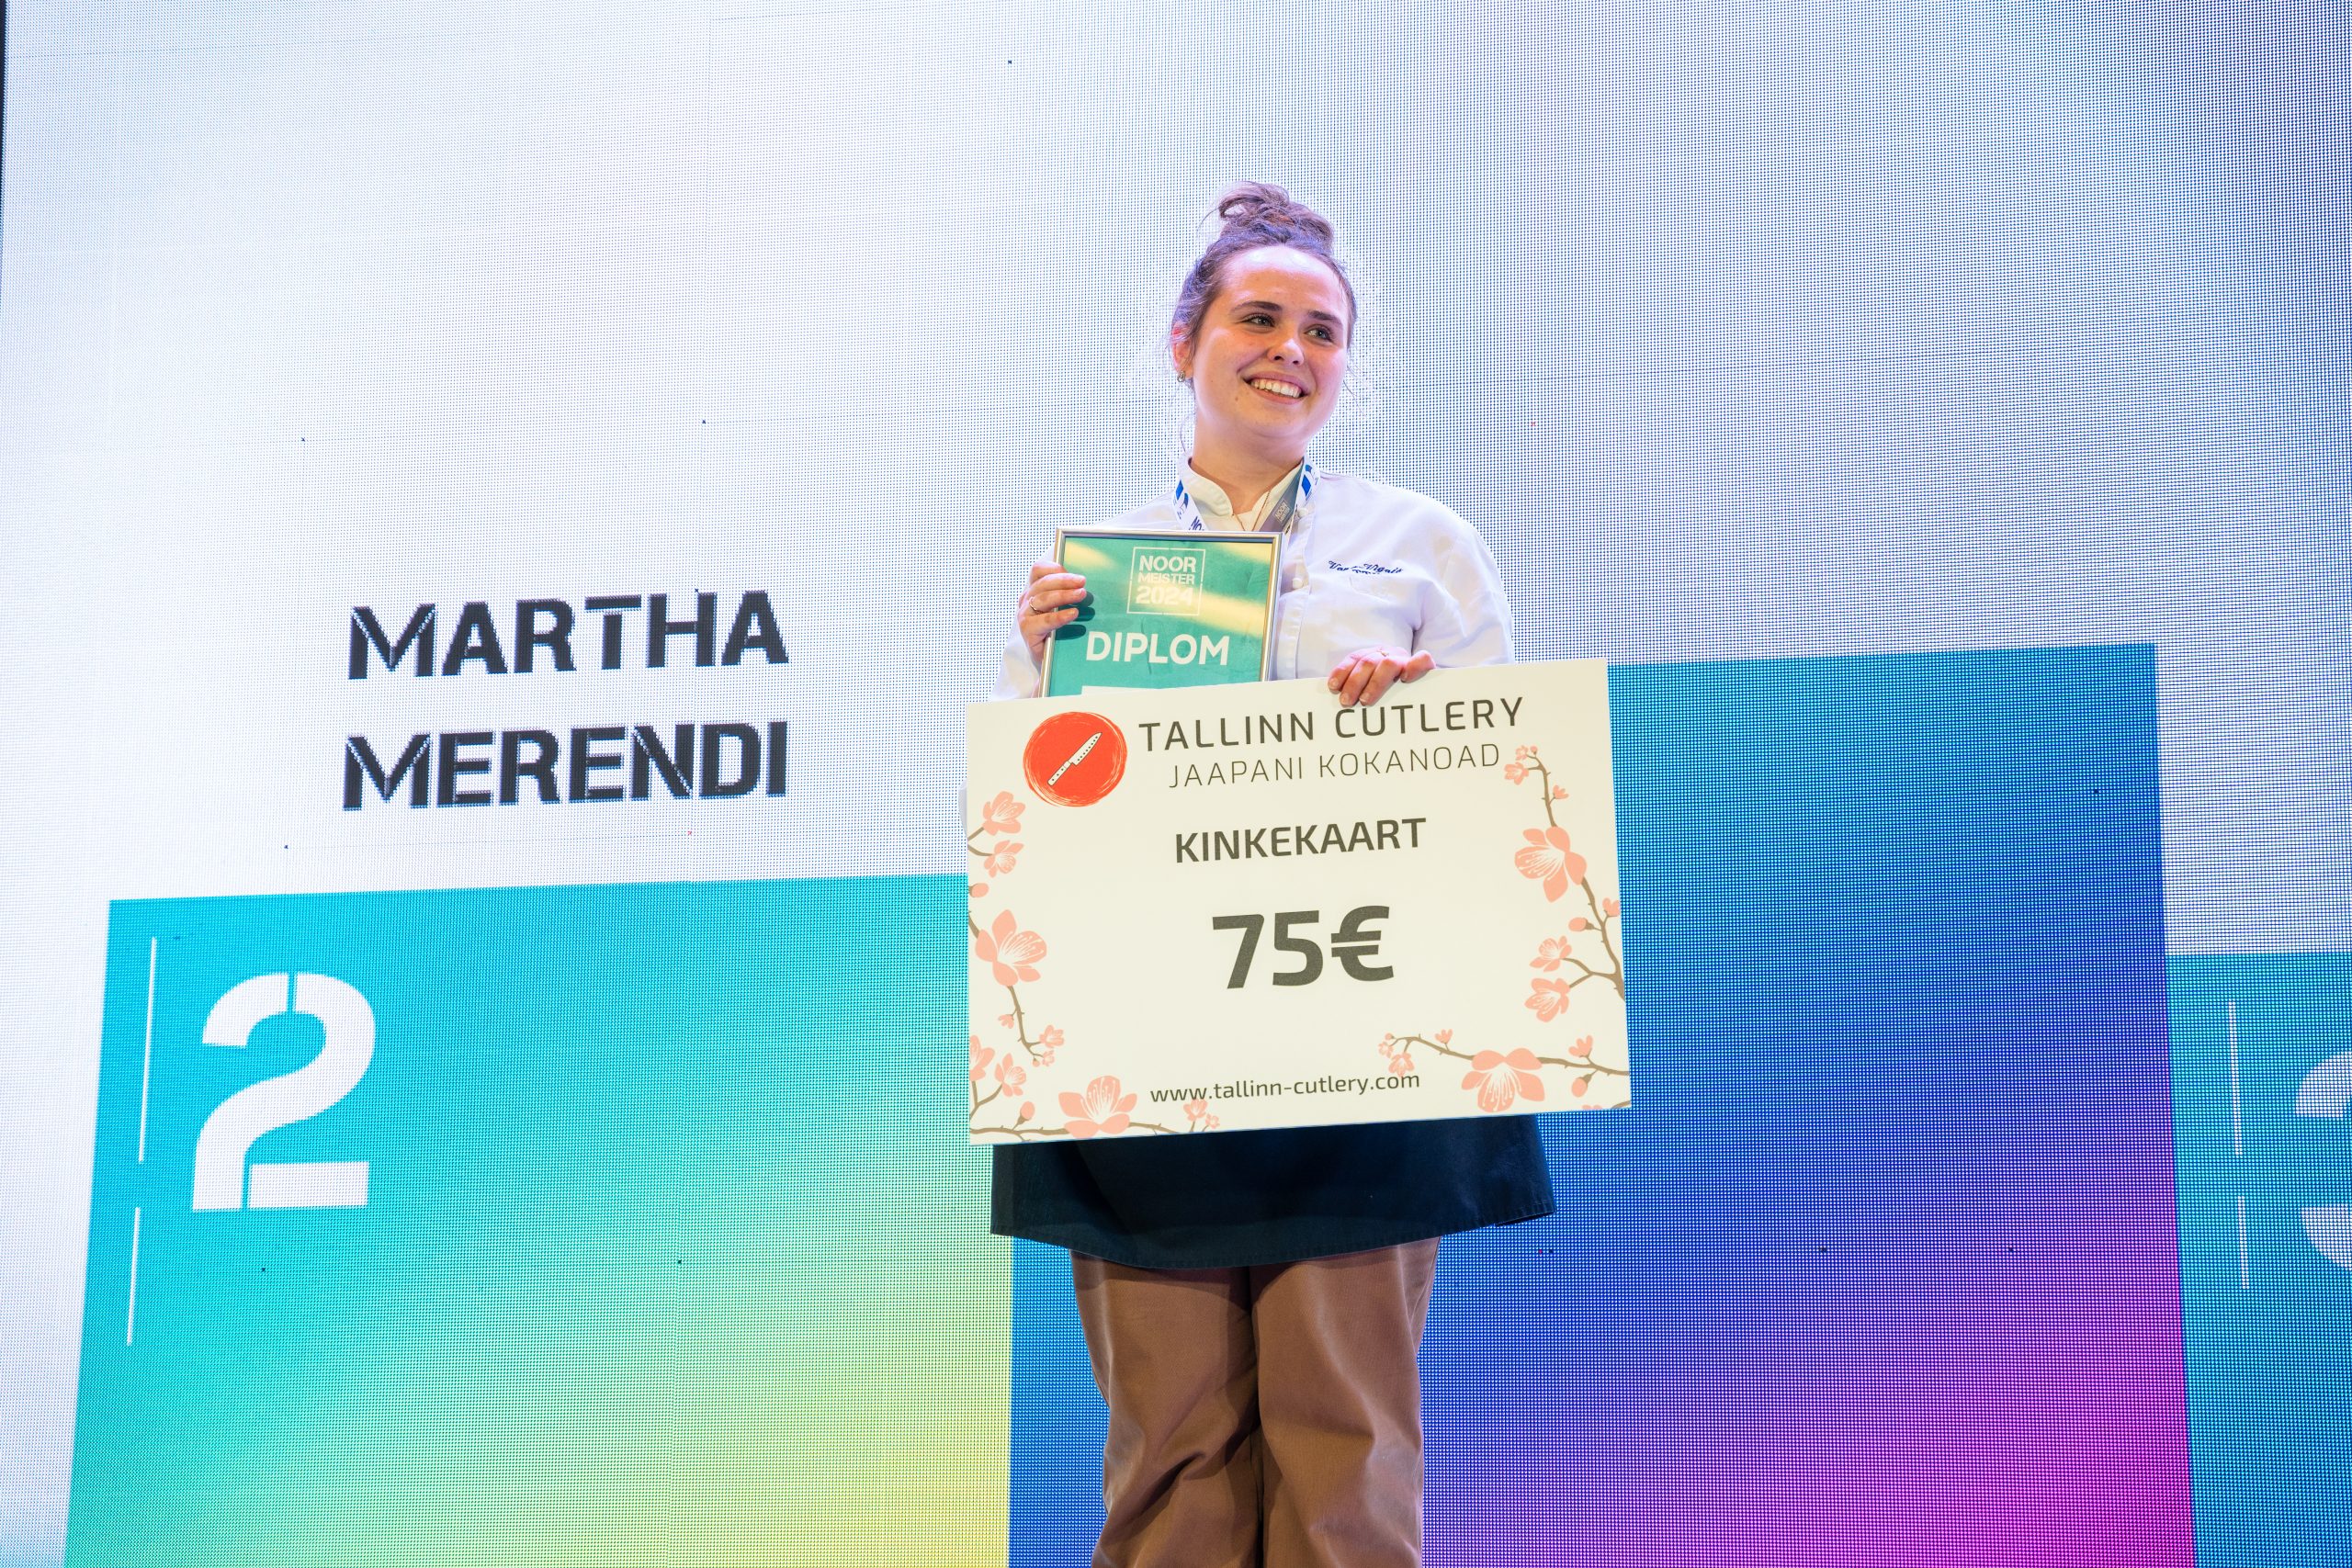 MARTHA
MERENDI
2
NOOR
MEISTER
2024
DIPLOM
TALLINN CUTLERY
JAAPANI KOKANOAD
KINKEKAART
75€
www.tallinn-cutlery.com